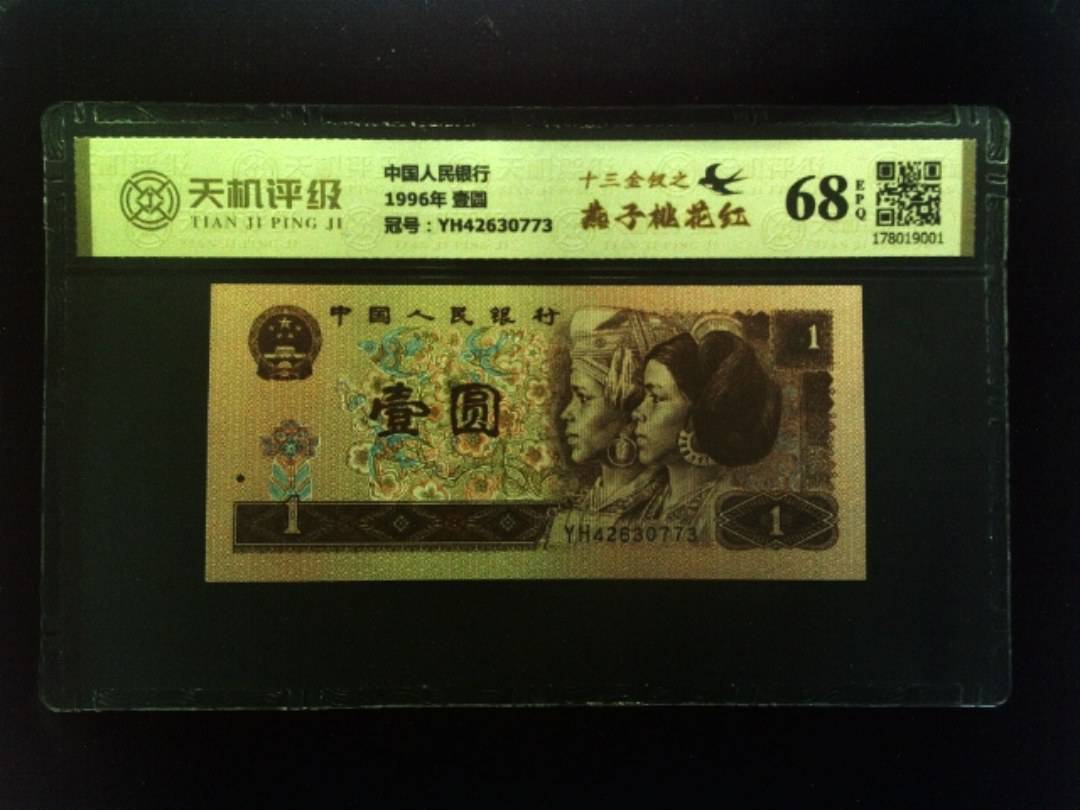 天机评级
TIAN JI PING JI
中国人民银行
1996年 壹圆
冠号：YH42630773
十三金钗之
燕子桃花红
68
EPQ
178019001
中国人民银行
1
壹圆
1
YH42630773
1